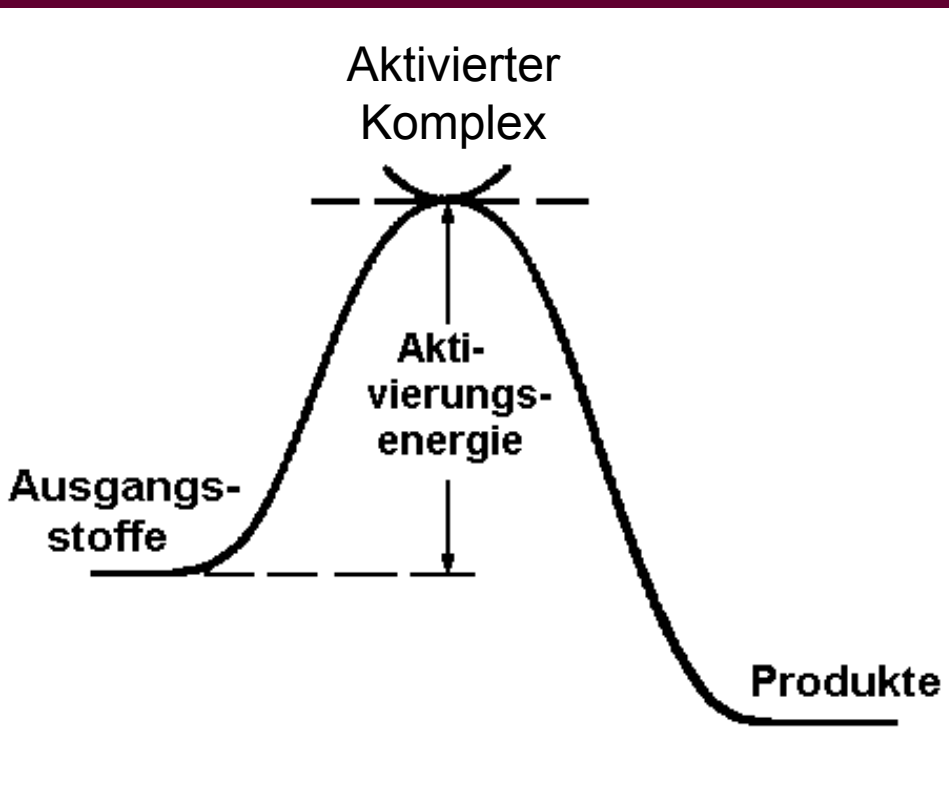 Aktivierter
Komplex
Akti-
vierungs-
energie
Ausgangs-
stoffe
Produkte